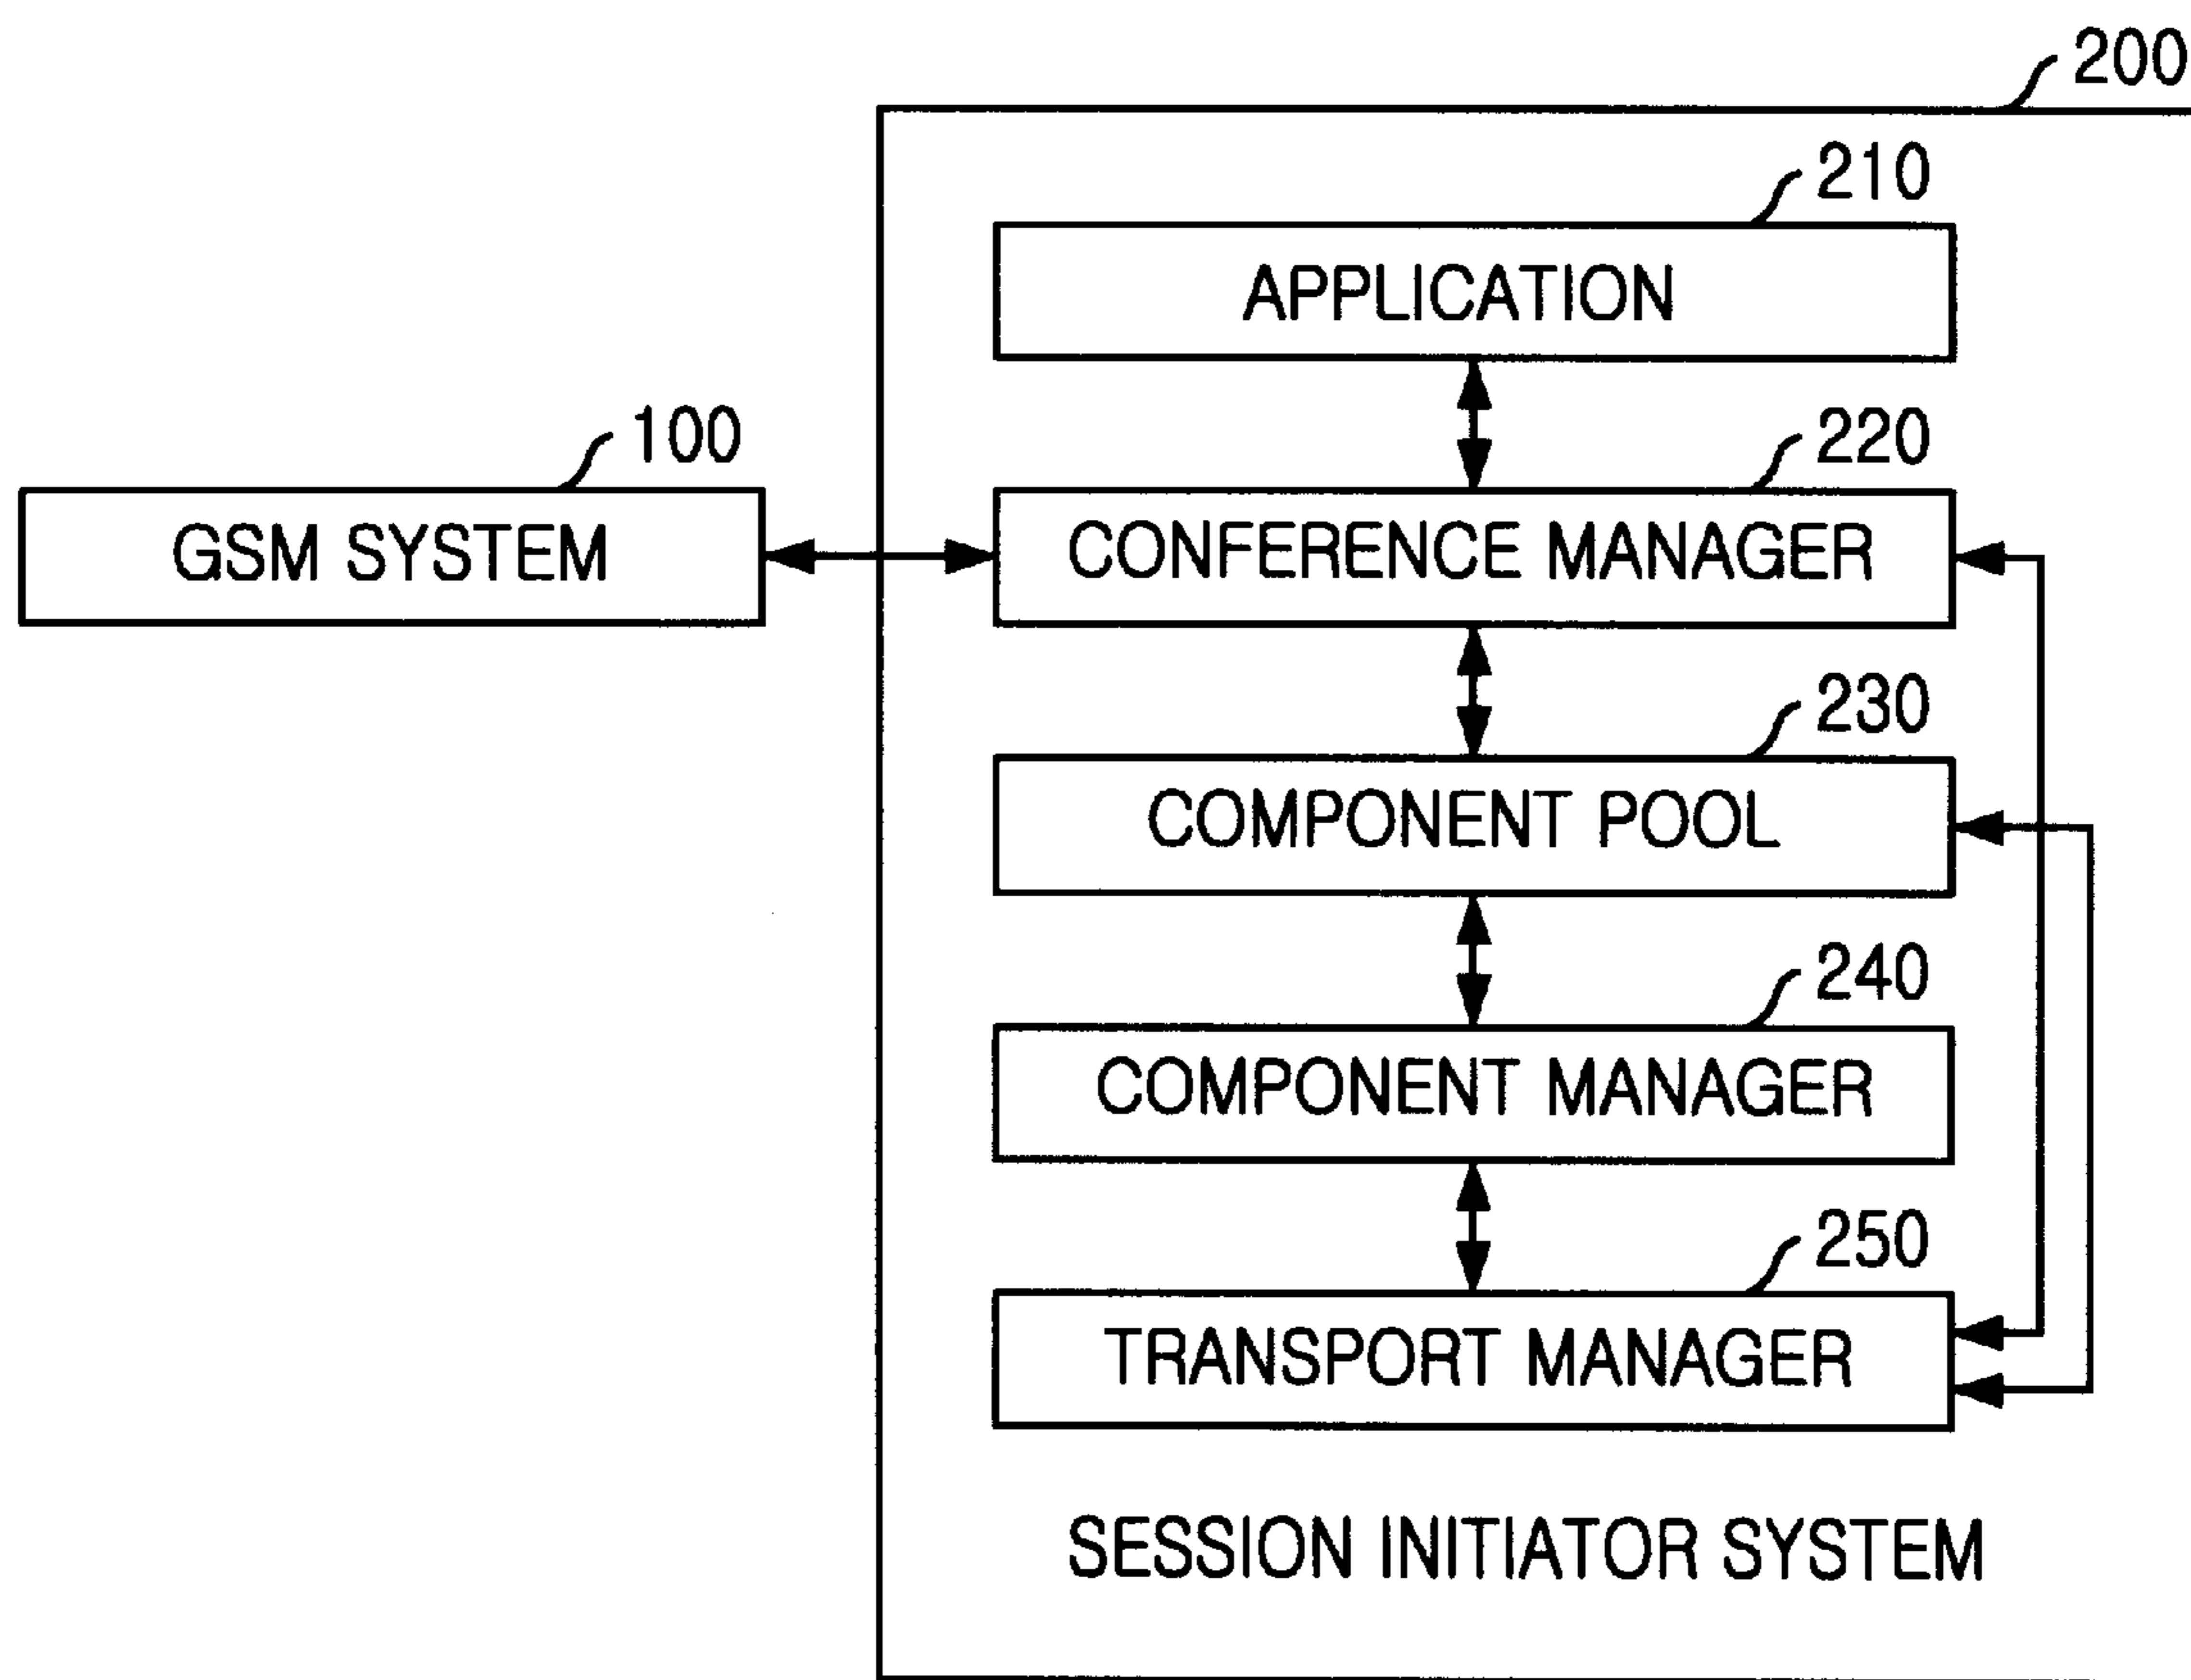 200
210
APPLICATION
100
220
GSM SYSTEM
CONFERENCE MANAGER
230
COMPONENT POOL
240
COMPONENT MANAGER
250
TRANSPORT MANAGER
SESSION INITIATOR SYSTEM